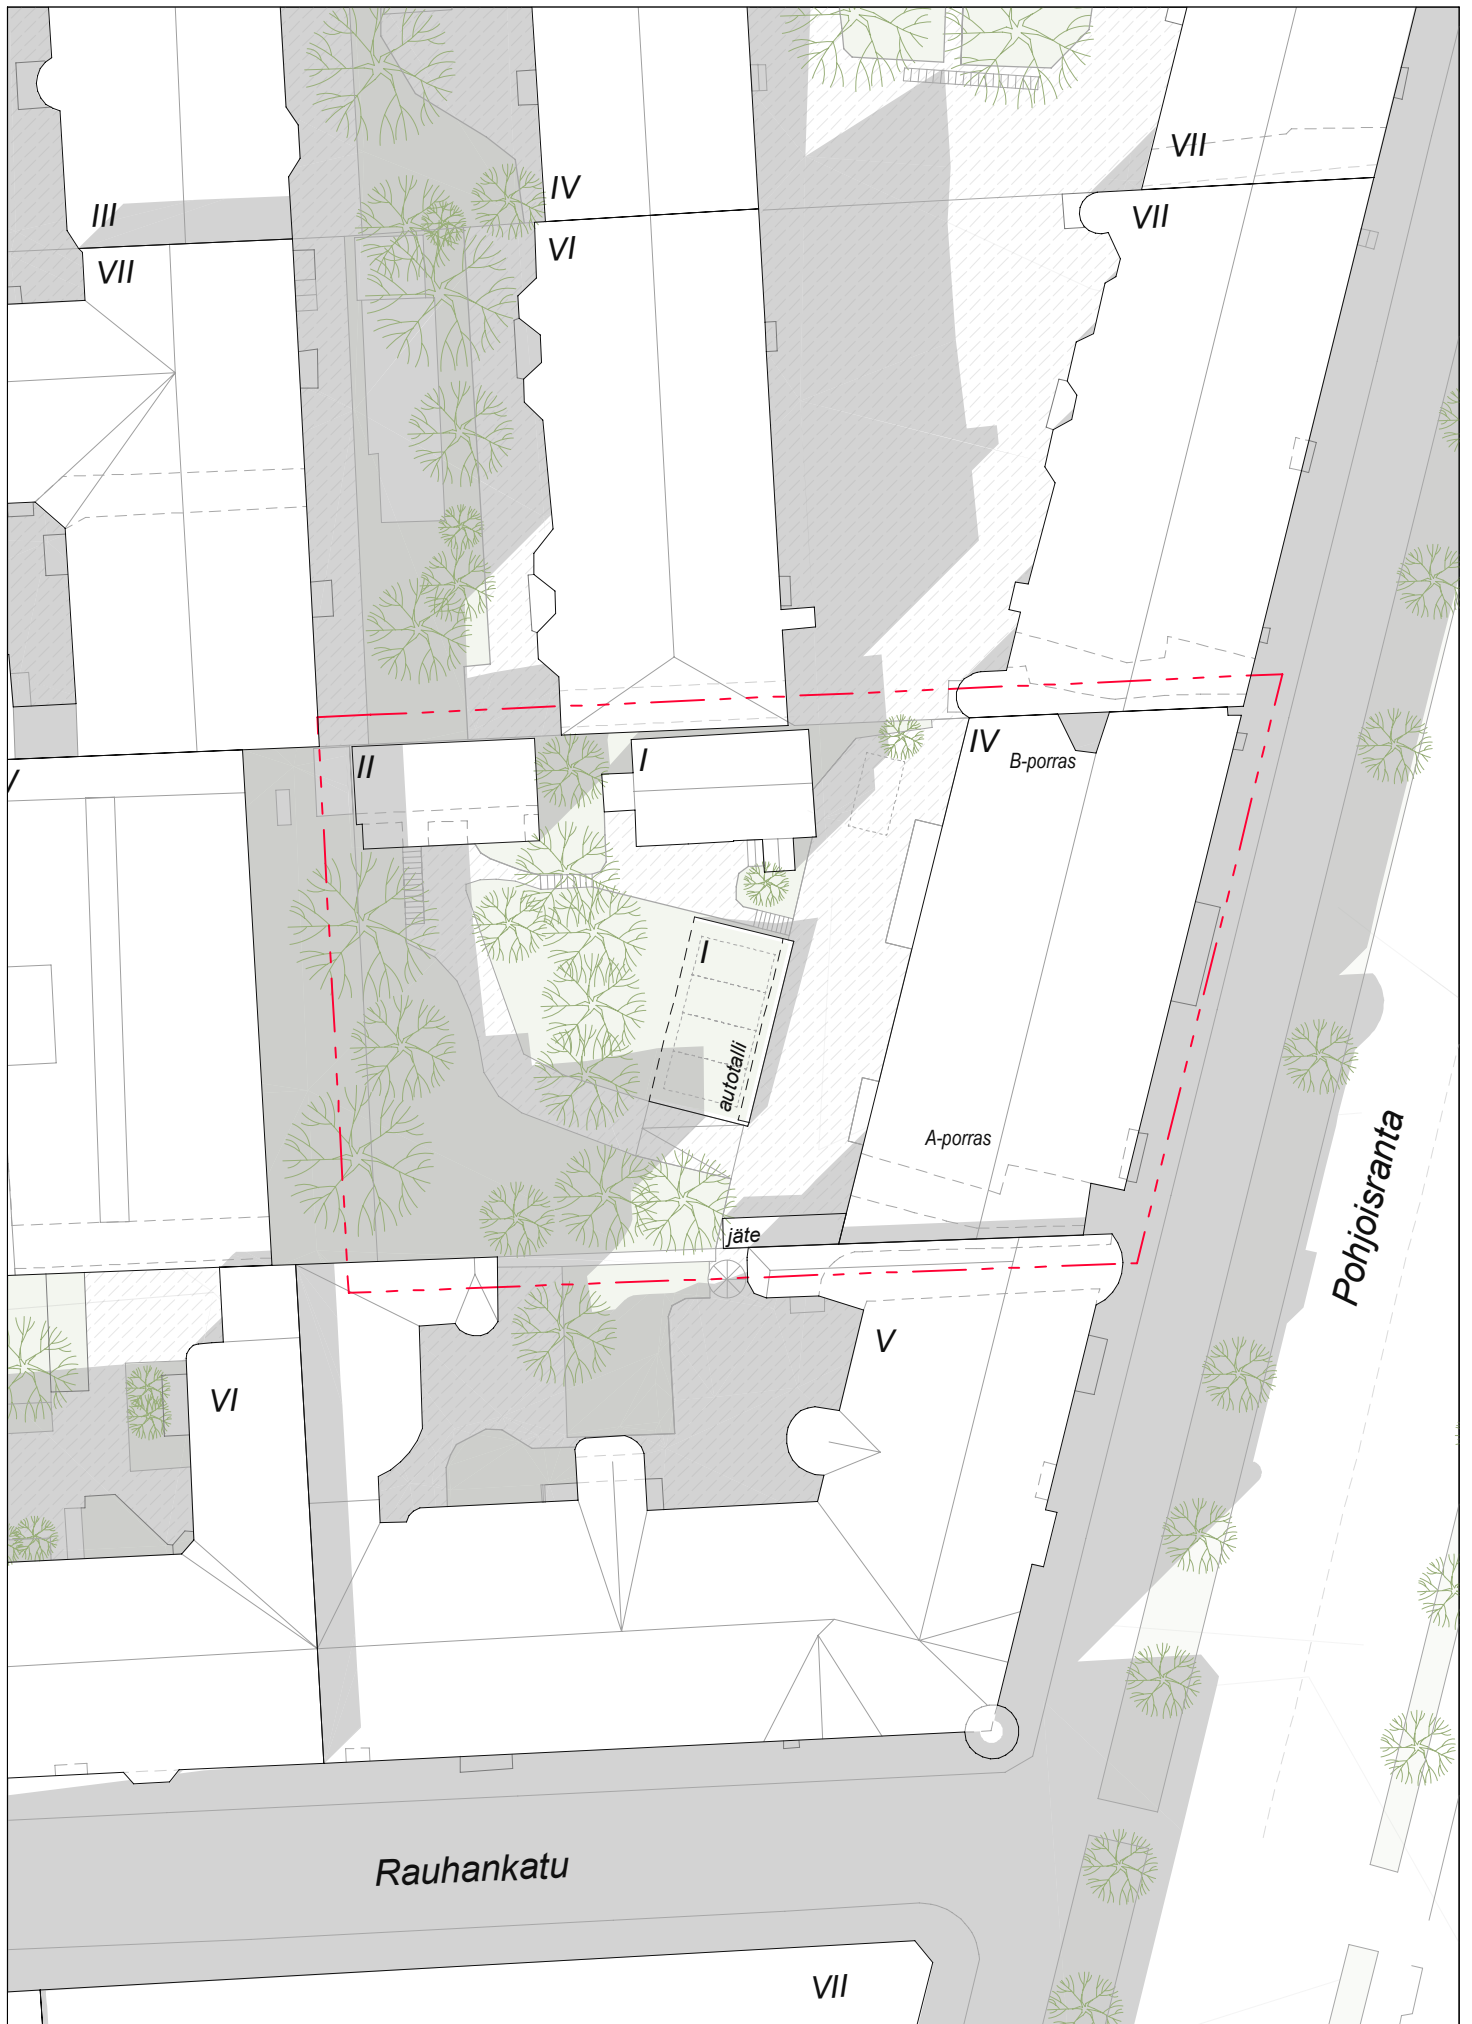 VII
IV
III
VII
VI
VII
IV
B-porras
II
I
V
I
autotalli
A-porras
Pohjoisranta
jäte
V
VI
Rauhankatu
VII